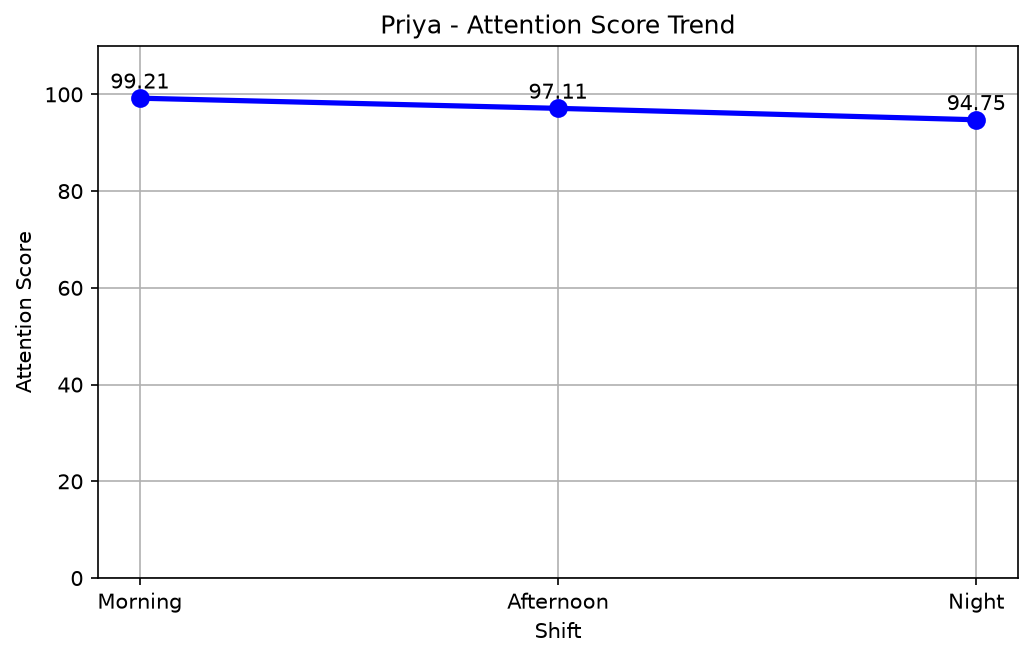 Priya - Attention Score Trend
99.21
97.11
94.75
100
80
60
40
20
0
Attention Score
Morning
Afternoon
Night
Shift